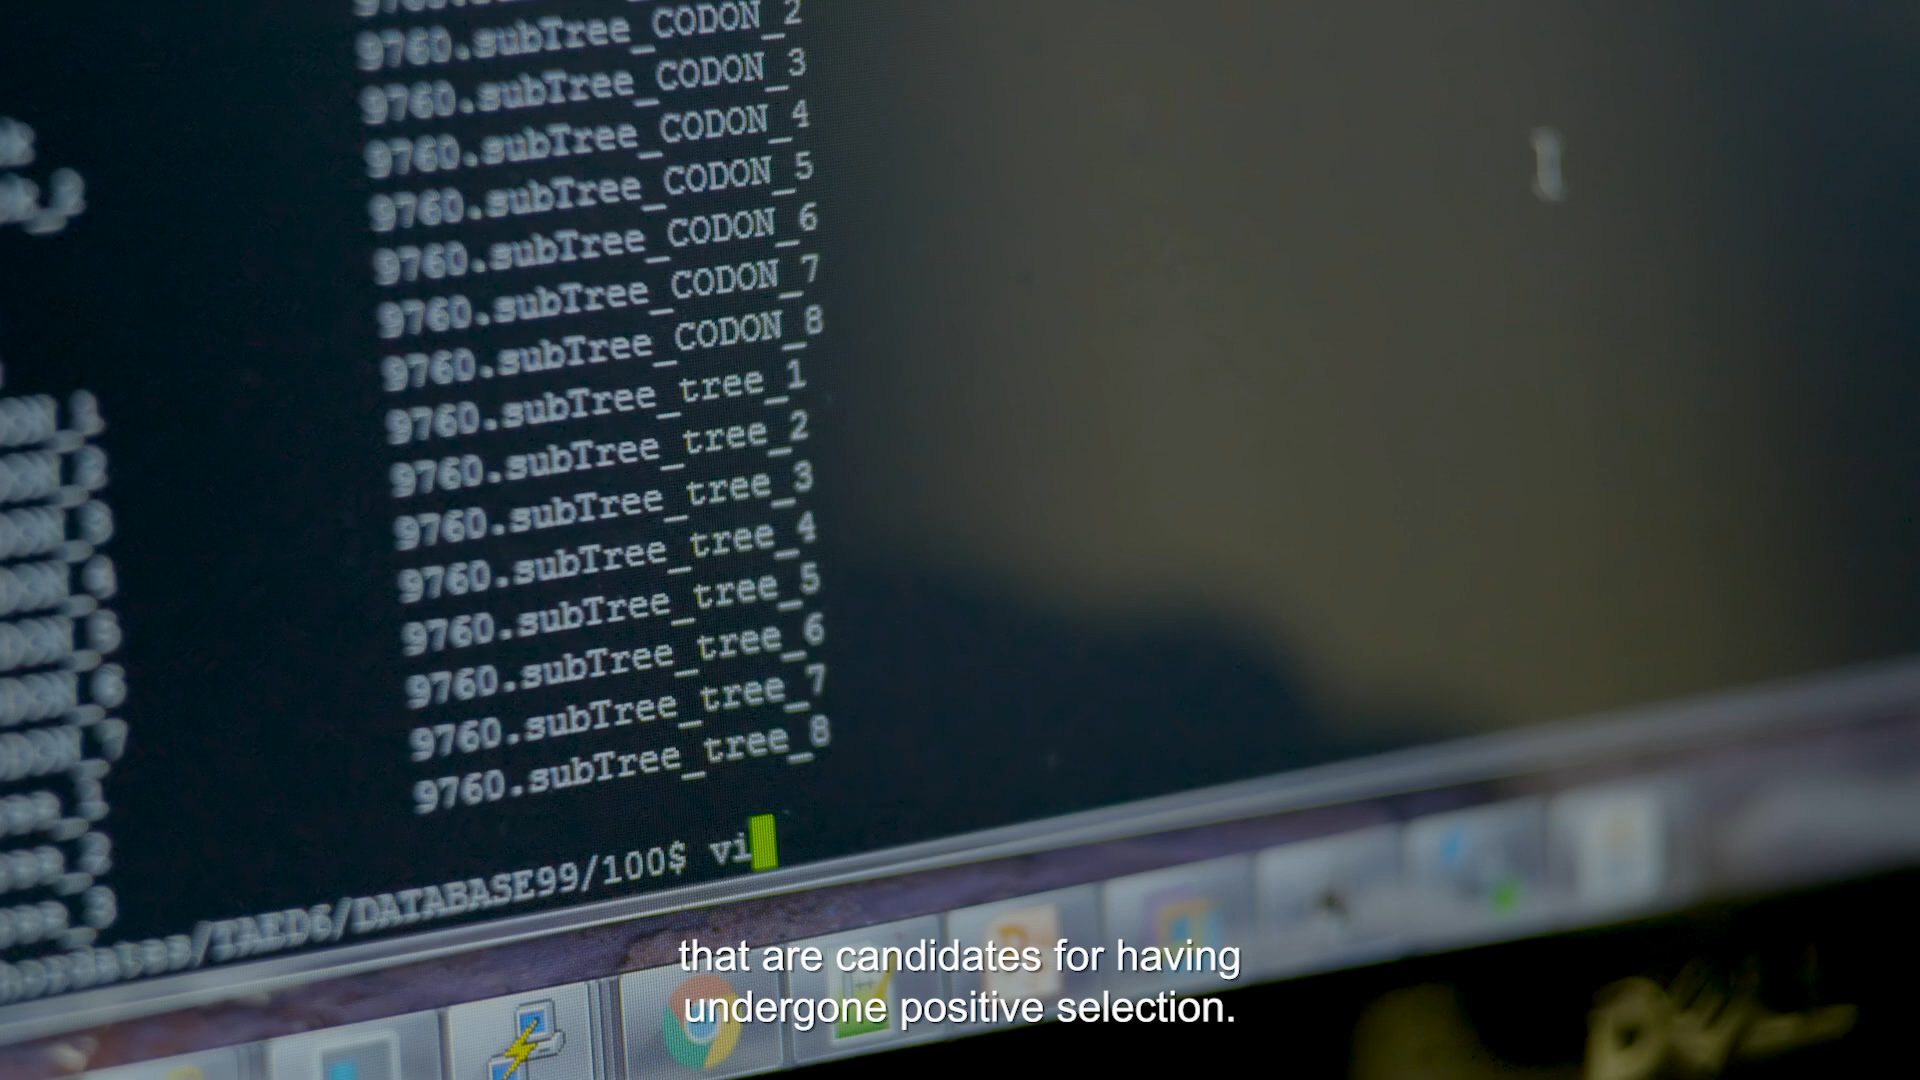 9760.subTree_CODON_2
9760.subTree_CODON_3
9760.subTree_CODON_4
9760.subTree_CODON_5
9760.subTree_CODON_6
9760.subTree_CODON_7
9760.subTree_CODON_8
9760.subTree_tree_1
9760.subTree_tree_2
9760.subTree_tree_3
9760.subTree_tree_4
9760.subTree_tree_5
9760.subTree_tree_6
9760.subTree_tree_7
9760.subTree_tree_8
/TAED6/DATABASE99/100$ vi
that are candidates for having
undergone positive selection.